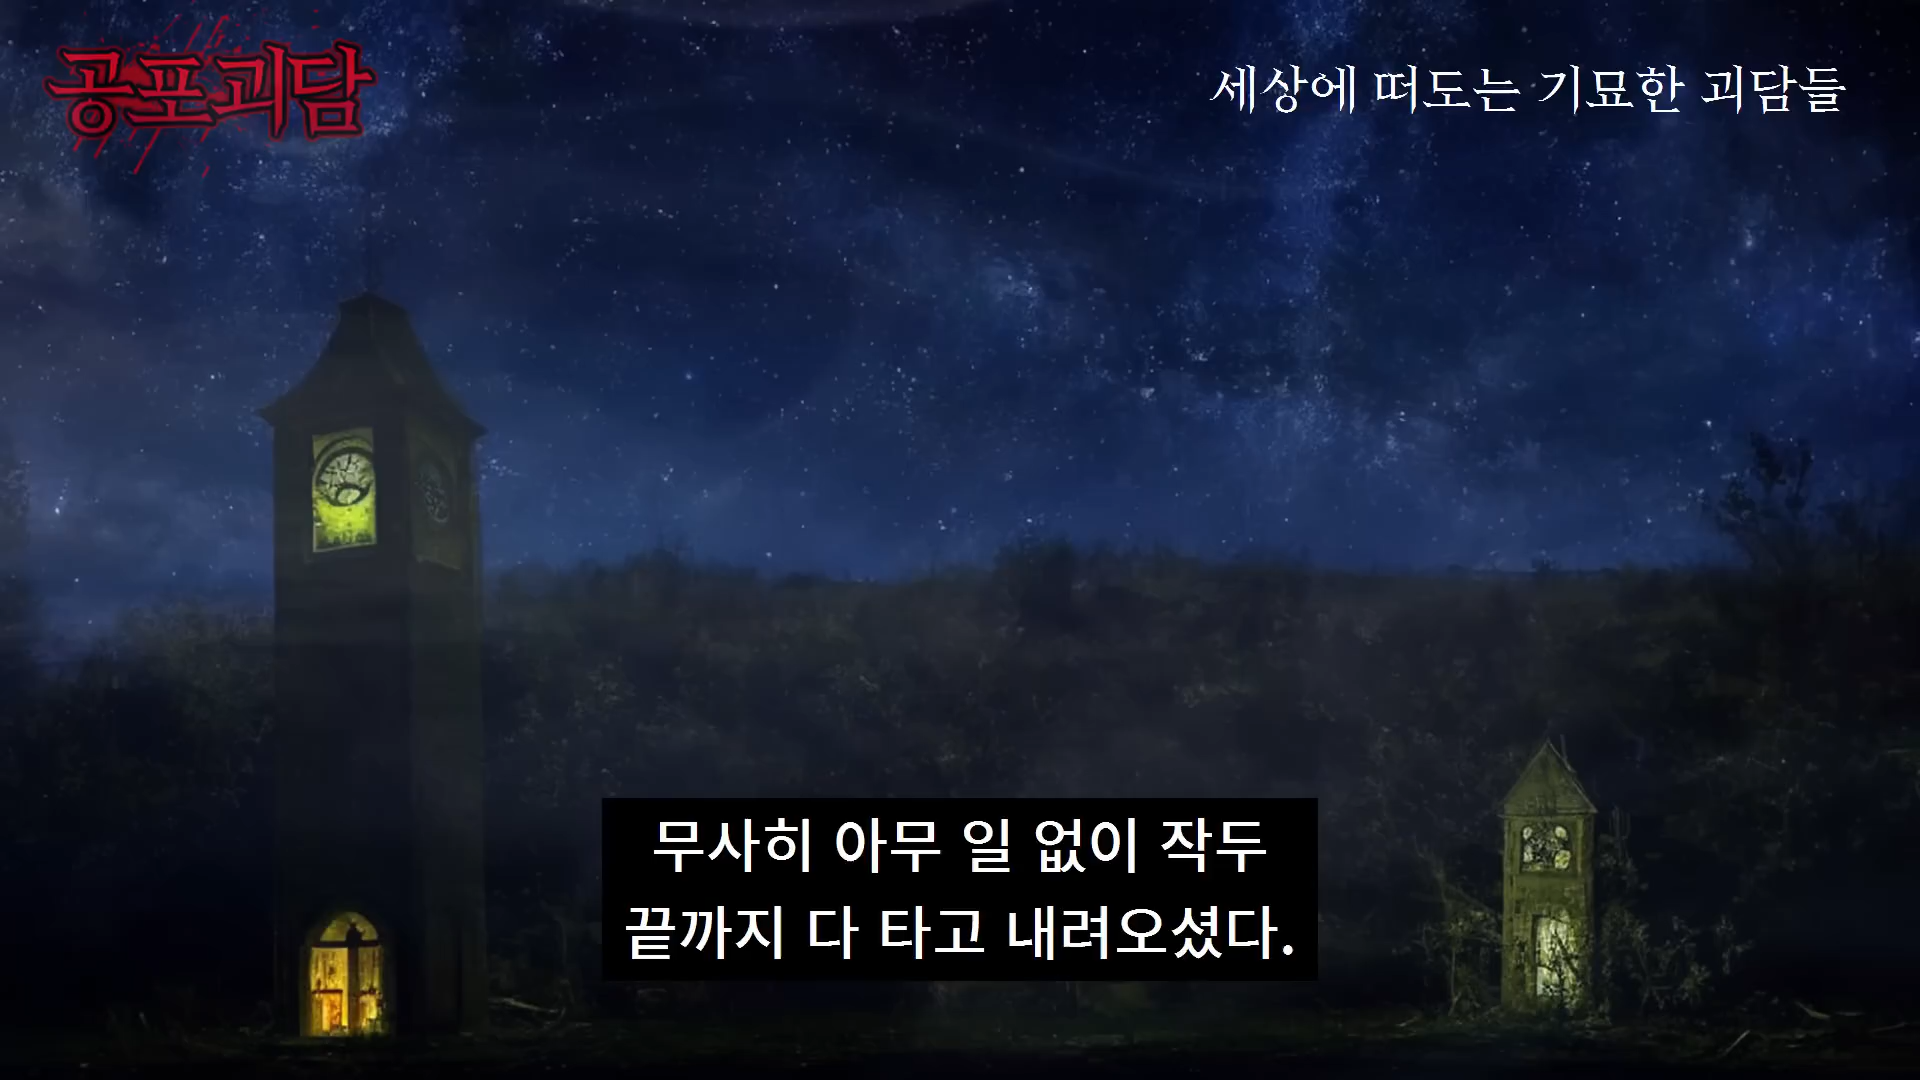 공포괴담
세상에 떠도는 기묘한 괴담들
무사히 아무 일 없이 작두
끝까지 다 타고 내려오셨다.